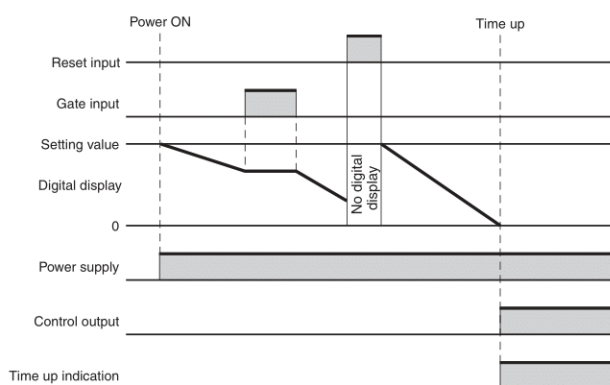 Power ON
Time up
Reset input
Gate input
Setting value
Digital display
No digital
display
0
Power supply
Control output
Time up indication